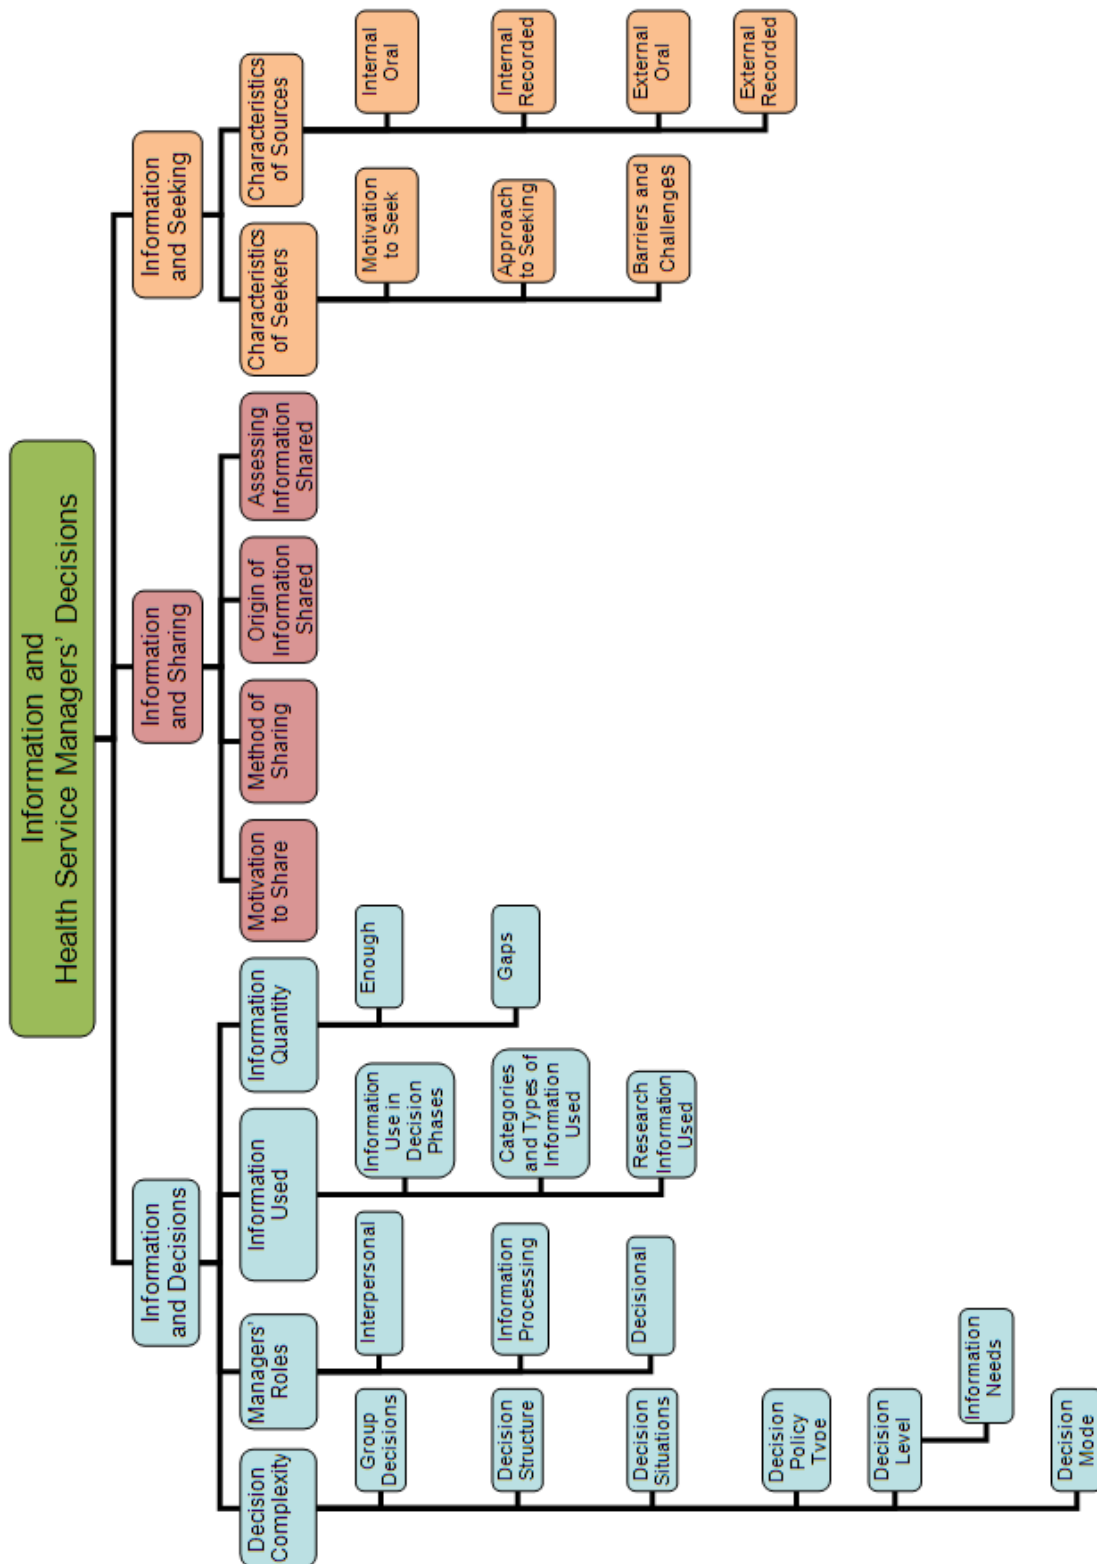 Information and
Health Service Managers' Decisions
Information
and Decisions
Information
and Sharing
Information
and Seeking
Decision
Complexity
Managers'
Roles
Information
Used
Information
Quantity
Motivation
to Share
Method of
Sharing
Origin of
Information
Shared
Assessing
Information
Shared
Characteristics
of Seekers
Characteristics
of Sources
Group
Decisions
Decision
Structure
Decision
Situations
Decision
Policy
Type
Decision
Level
Information
Needs
Decision
Mode
Interpersonal
Information
Processing
Decisional
Information
Use in
Decision
Phases
Categories
and Types of
Information
Used
Research
Information
Used
Enough
Gaps
Motivation
to Seek
Approach
to Seeking
Barriers and
Challenges
Internal
Oral
Internal
Recorded
External
Oral
External
Recorded